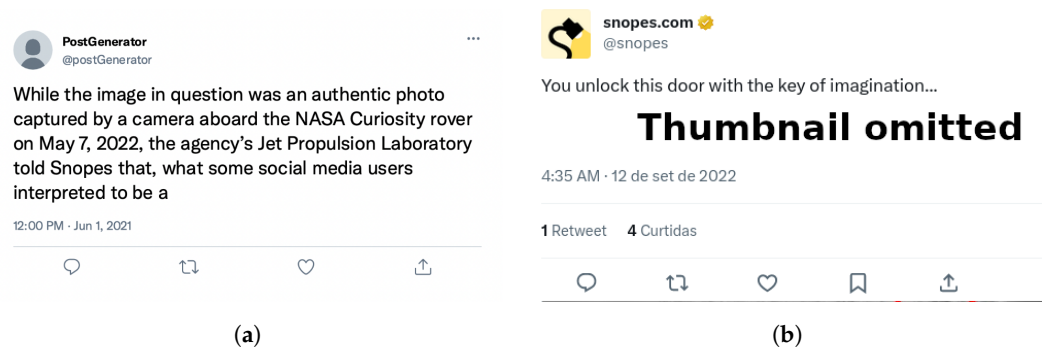 PostGenerator
@postGenerator
While the image in question was an authentic photo
captured by a camera aboard the NASA Curiosity rover
on May 7, 2022, the agency’s Jet Propulsion Laboratory
told Snopes that, what some social media users
interpreted to be a
12:00 PM · Jun 1, 2021
(a)
snopes.com
@snopes
You unlock this door with the key of imagination...
Thumbnail omitted
4:35 AM · 12 de set de 2022
1 Retweet 4 Curtidas
(b)